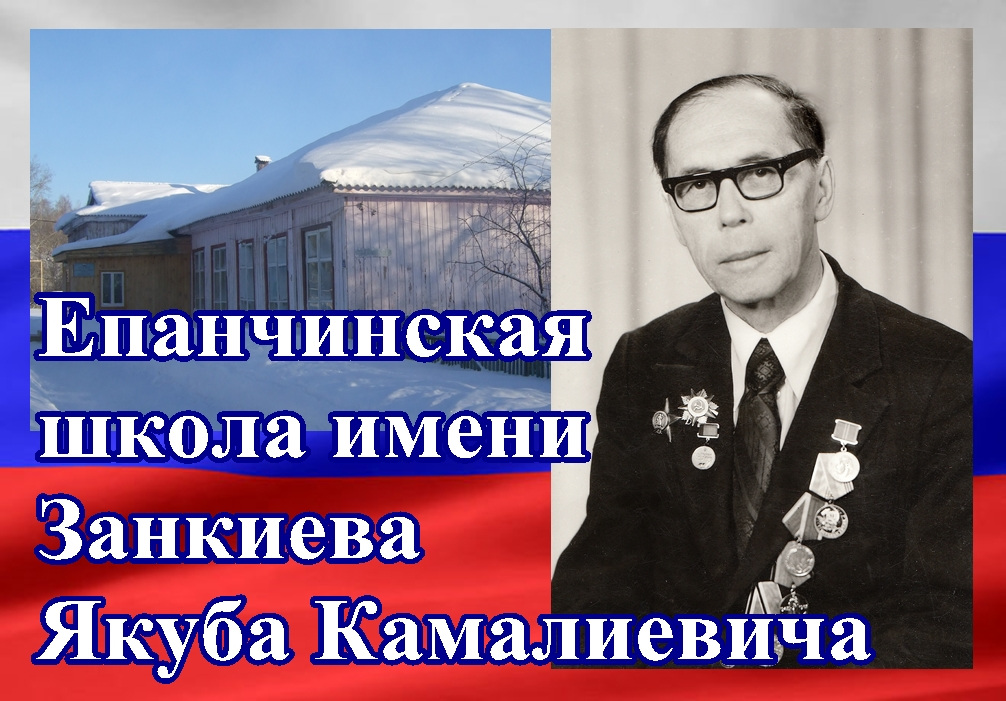 Епанчинская
школа имени
Занкиева
Якуба Камалиевича